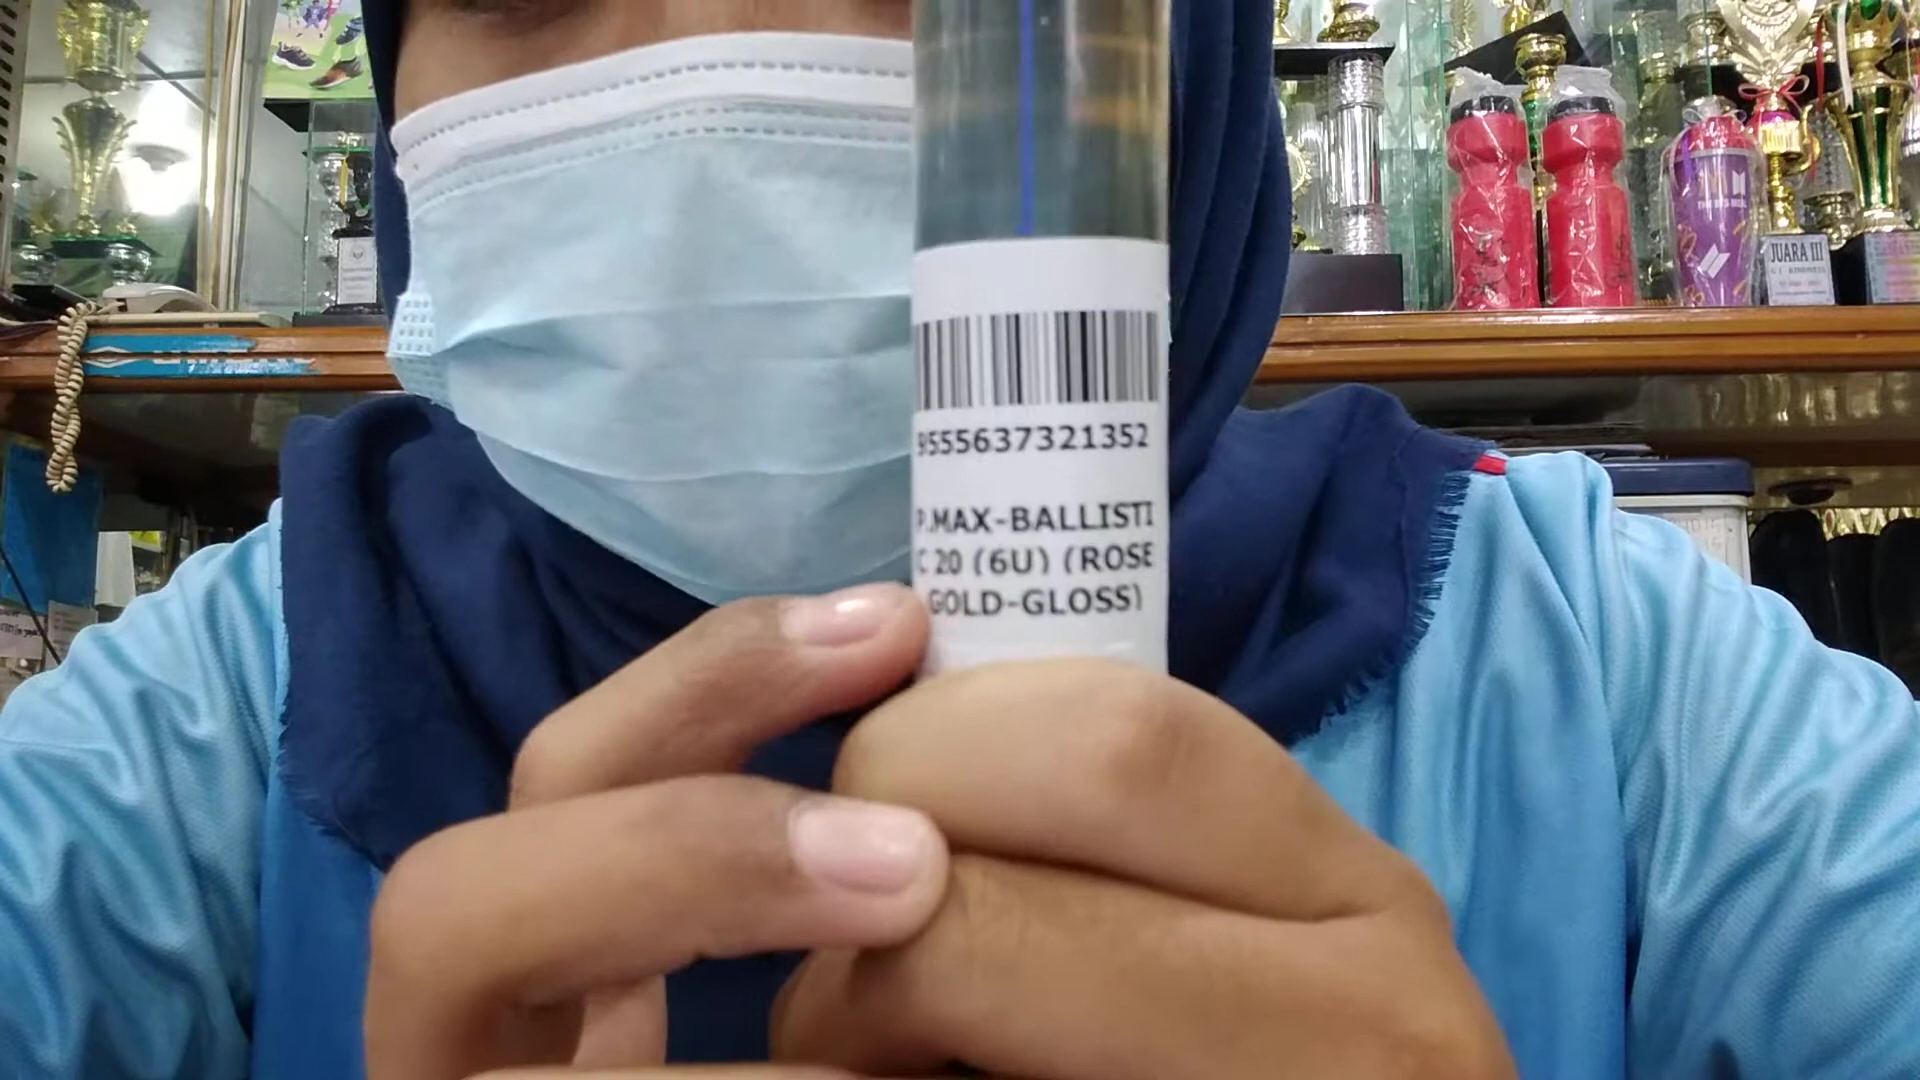 9555637321352
P.MAX-BALLISTI
C 20 (6U) (ROSE
GOLD-GLOSS)
JUARA III